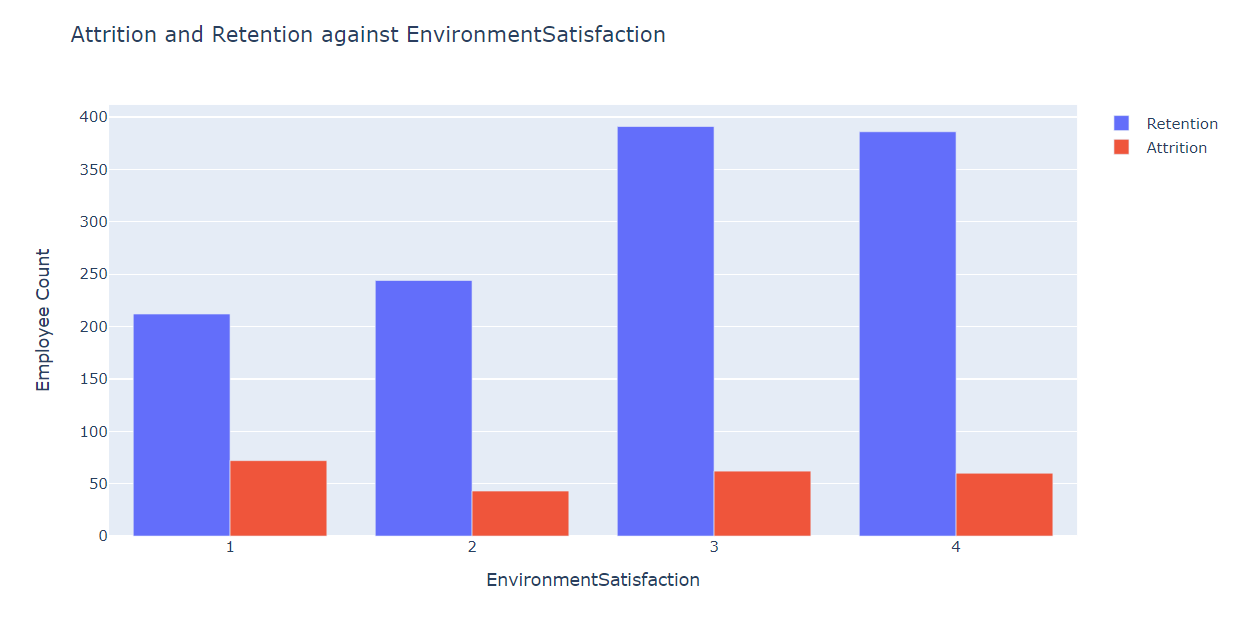 Attrition and Retention against EnvironmentSatisfaction
Retention
Attrition
400
350
300
250
200
150
100
50
0
Employee Count
1 2 3 4
EnvironmentSatisfaction